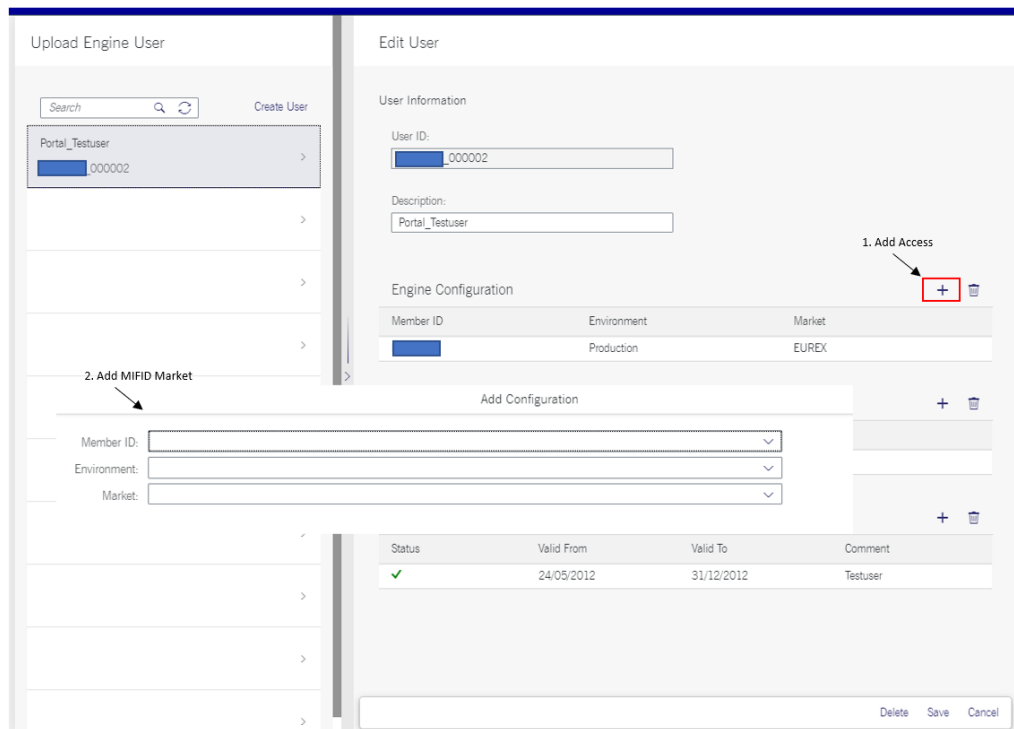 Upload Engine User
Edit User
Search
Create User
Portal_Testuser
_000002
User Information
User ID:
_000002
Description:
Portal_Testuser
1. Add Access
Engine Configuration
Member ID Environment Market
Production EUREX
2. Add MIFID Market
Add Configuration
Member ID:
Environment:
Market:
Status Valid From Valid To Comment
24/05/2012 31/12/2012 Testuser
Delete Save Cancel